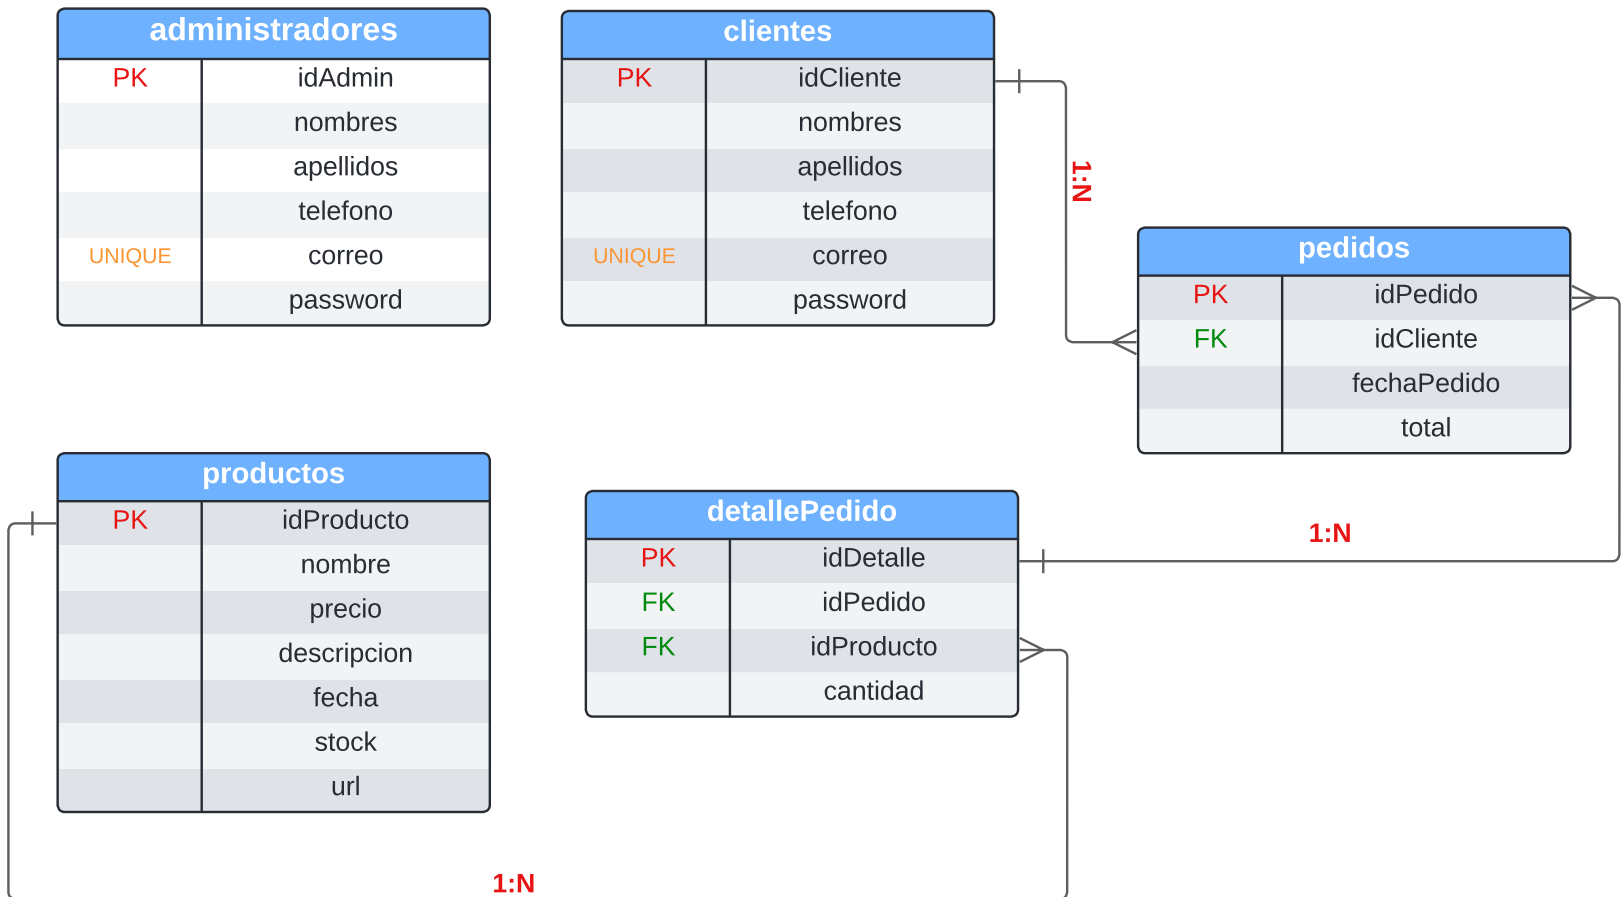 administradores
PK idAdmin
nombres
apellidos
telefono
UNIQUE correo
password
clientes
PK idCliente
nombres
apellidos
telefono
UNIQUE correo
password
1:N
pedidos
PK idPedido
FK idCliente
fechaPedido
total
productos
PK idProducto
nombre
precio
descripcion
fecha
stock
url
detallePedido
PK idDetalle
FK idPedido
FK idProducto
cantidad
1:N
1:N